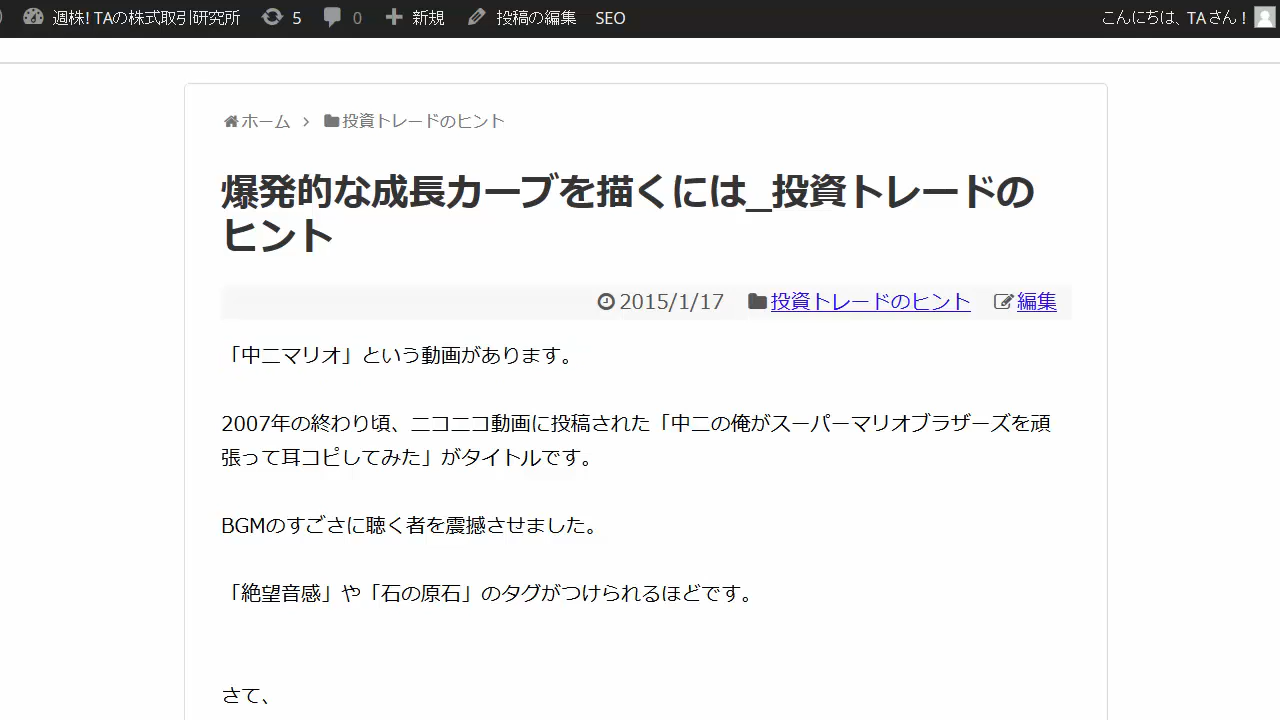 週株! TAの株式取引研究所 5 0 新規 投稿の編集 SEO こんにちは、TAさん！
ホーム 投資トレードのヒント
爆発的な成長カーブを描くには_投資トレードの
ヒント
2015/1/17 投資トレードのヒント 編集
「中二マリオ」という動画があります。
2007年の終わり頃、ニコニコ動画に投稿された「中二の俺がスーパーマリオブラザーズを頑
張って耳コピしてみた」がタイトルです。
BGMのすごさに聴く者を震撼させました。
「絶望音感」や「石の原石」のタグがつけられるほどです。
さて、